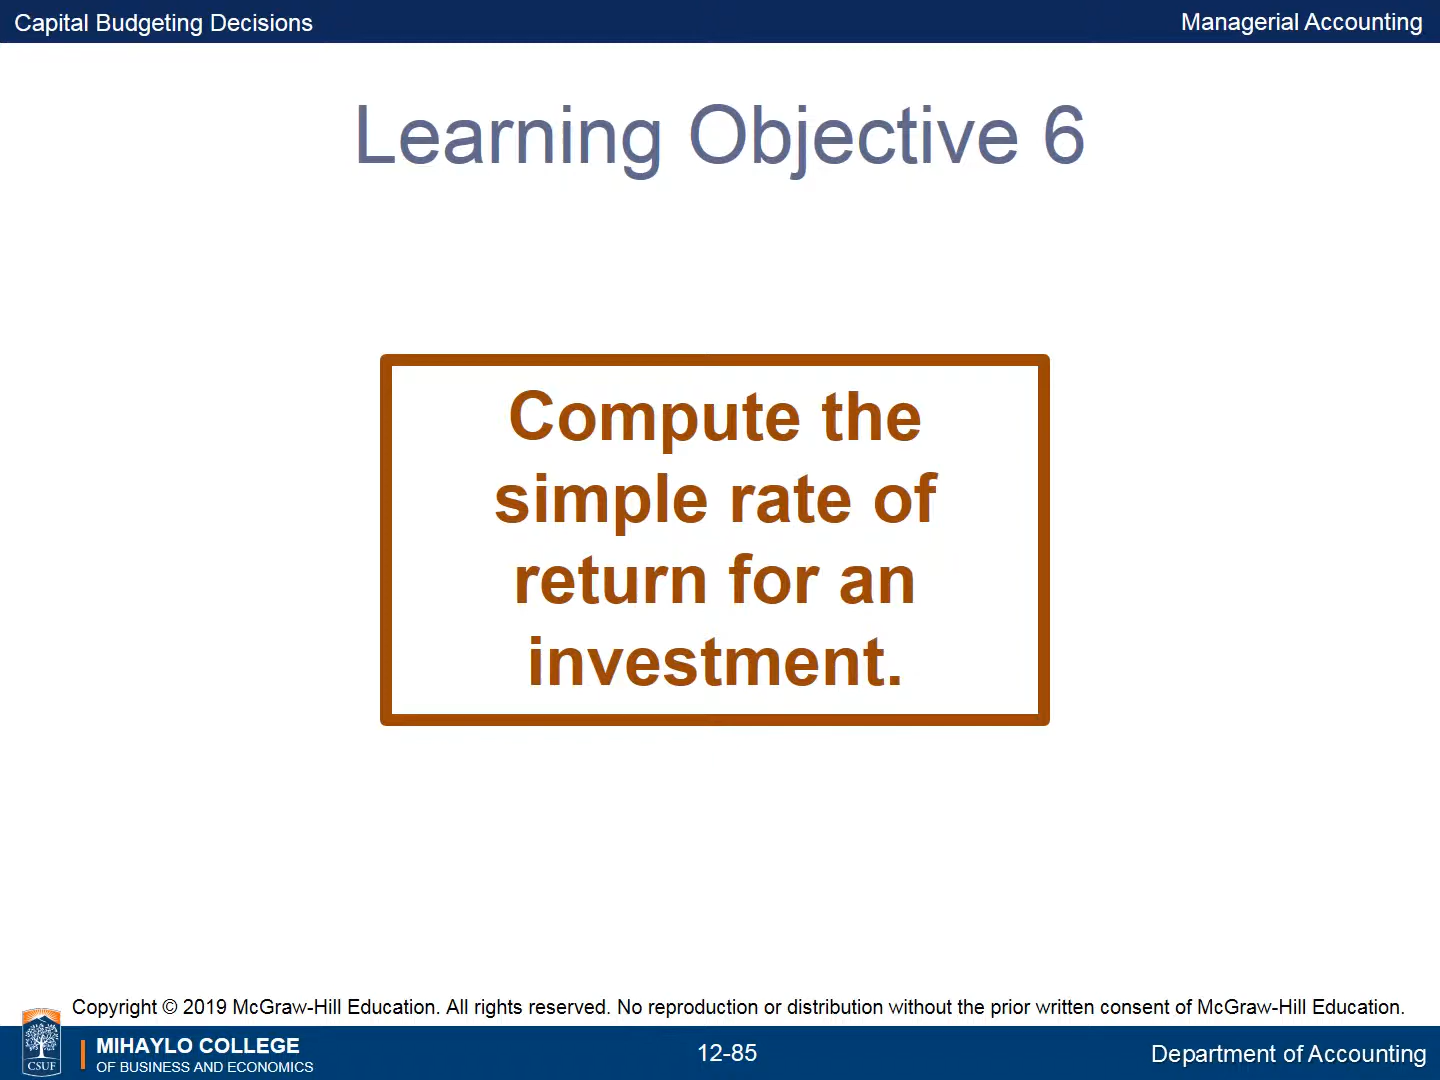 Capital Budgeting Decisions
Managerial Accounting
Learning Objective 6
Compute the
simple rate of
return for an
investment.
Copyright © 2019 McGraw-Hill Education. All rights reserved. No reproduction or distribution without the prior written consent of McGraw-Hill Education.
CSUF
MIHAYLO COLLEGE
OF BUSINESS AND ECONOMICS
12-85
Department of Accounting